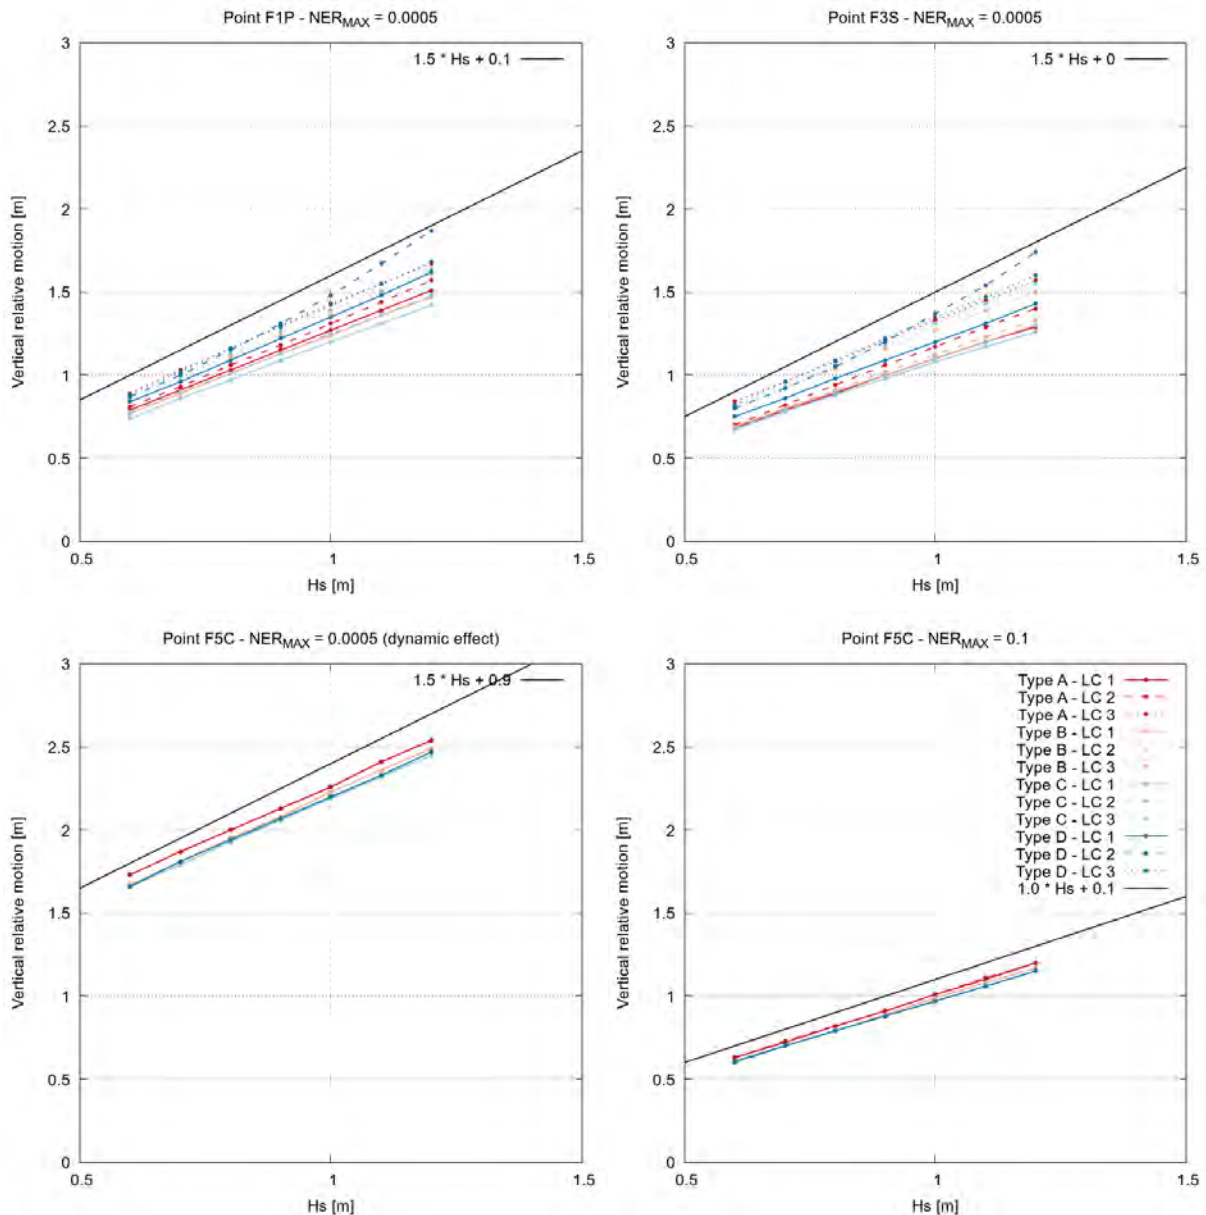 Point F1P - NERMAX = 0.0005
1.5 * Hs + 0.1
3
2.5
2
1.5
1
0.5
0
0.5
1
1.5
Vertical relative motion [m]
Hs [m]
Point F3S - NERMAX = 0.0005
1.5 * Hs + 0
3
2.5
2
1.5
1
0.5
0
0.5
1
1.5
Vertical relative motion [m]
Hs [m]
Point F5C - NERMAX = 0.0005 (dynamic effect)
1.5 * Hs + 0.9
3
2.5
2
1.5
1
0.5
0
0.5
1
1.5
Vertical relative motion [m]
Hs [m]
Point F5C - NERMAX = 0.1
Type A - LC 1
Type A - LC 2
Type A - LC 3
Type B - LC 1
Type B - LC 2
Type B - LC 3
Type C - LC 1
Type C - LC 2
Type C - LC 3
Type D - LC 1
Type D - LC 2
Type D - LC 3
1.0 * Hs + 0.1
3
2.5
2
1.5
1
0.5
0
0.5
1
1.5
Vertical relative motion [m]
Hs [m]